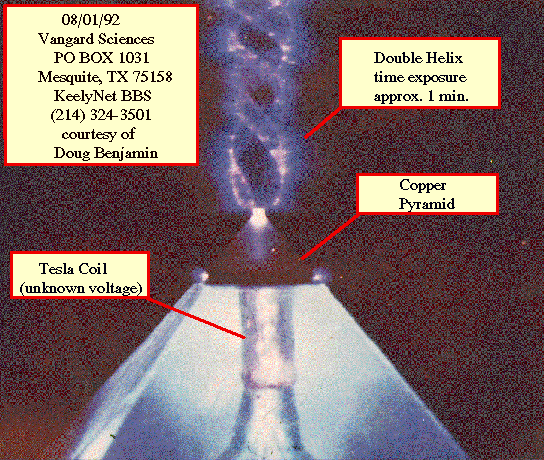 08/01/92
Vangard Sciences
PO BOX 1031
Mesquite, TX 75158
KeelyNet BBS
(214) 324-3501
courtesy of
Doug Benjamin
Double Helix
time exposure
approx. 1 min.
Copper
Pyramid
Tesla Coil
(unknown voltage)